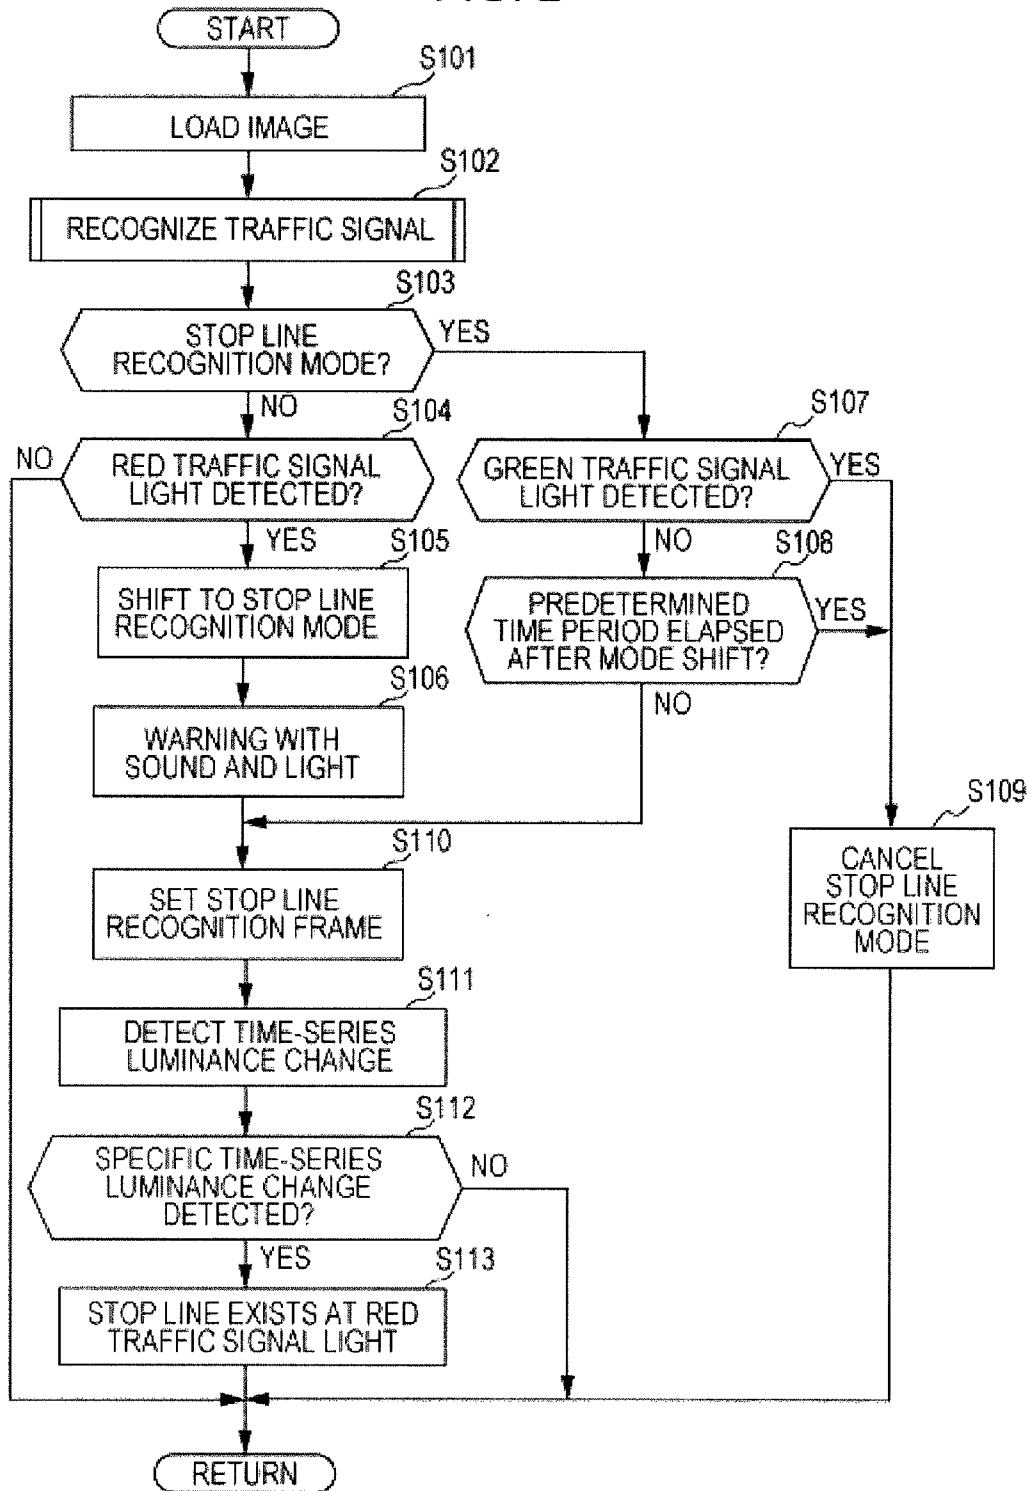 START
S101
LOAD IMAGE
S102
RECOGNIZE TRAFFIC SIGNAL
S103
STOP LINE
RECOGNITION MODE?
YES
NO
S104
RED TRAFFIC SIGNAL
LIGHT DETECTED?
NO
YES
S107
GREEN TRAFFIC SIGNAL
LIGHT DETECTED?
YES
NO
S105
SHIFT TO STOP LINE
RECOGNITION MODE
S108
PREDETERMINED
TIME PERIOD ELAPSED
AFTER MODE SHIFT?
YES
NO
S106
WARNING WITH
SOUND AND LIGHT
S109
CANCEL
STOP LINE
RECOGNITION
MODE
S110
SET STOP LINE
RECOGNITION FRAME
S111
DETECT TIME-SERIES
LUMINANCE CHANGE
S112
SPECIFIC TIME-SERIES
LUMINANCE CHANGE
DETECTED?
NO
YES
S113
STOP LINE EXISTS AT RED
TRAFFIC SIGNAL LIGHT
RETURN